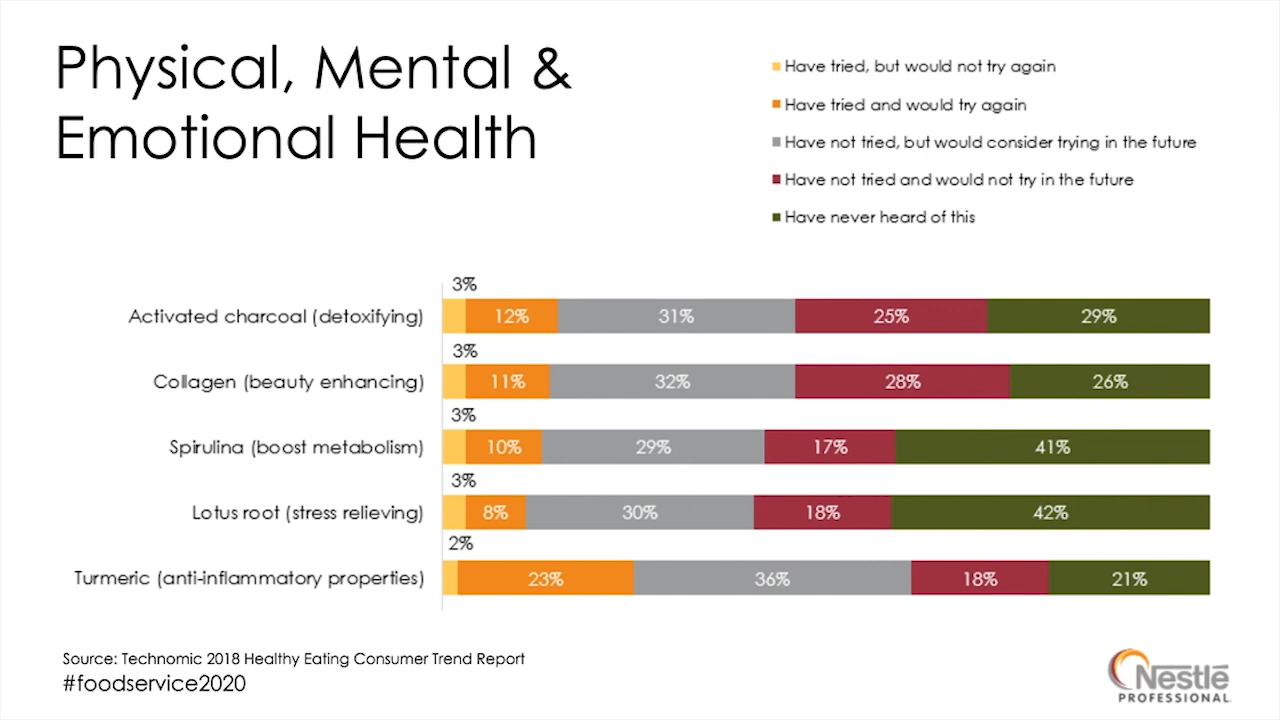 Physical, Mental &
Emotional Health
Have tried, but would not try again
Have tried and would try again
Have not tried, but would consider trying in the future
Have not tried and would not try in the future
Have never heard of this
3%
Activated charcoal (detoxifying)
12%
31%
25%
29%
3%
Collagen (beauty enhancing)
11%
32%
28%
26%
3%
Spirulina (boost metabolism)
10%
29%
17%
41%
3%
Lotus root (stress relieving)
8%
30%
18%
42%
2%
Turmeric (anti-inflammatory properties)
23%
36%
18%
21%
Source: Technomic 2018 Healthy Eating Consumer Trend Report
#foodservice2020
Nestlé
PROFESSIONAL.